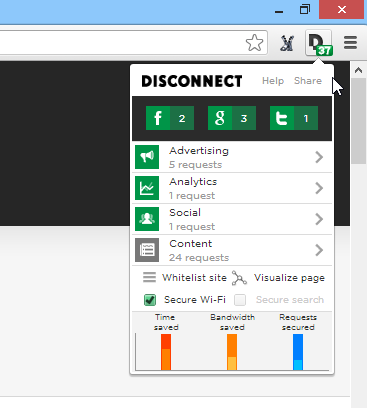 D 37
DISCONNECT Help Share
f 2 g 3 t 1
Advertising
5 requests
Analytics
1 request
Social
1 request
Content
24 requests
Whitelist site Visualize page
Secure Wi-Fi Secure search
Time saved
Bandwidth saved
Requests secured